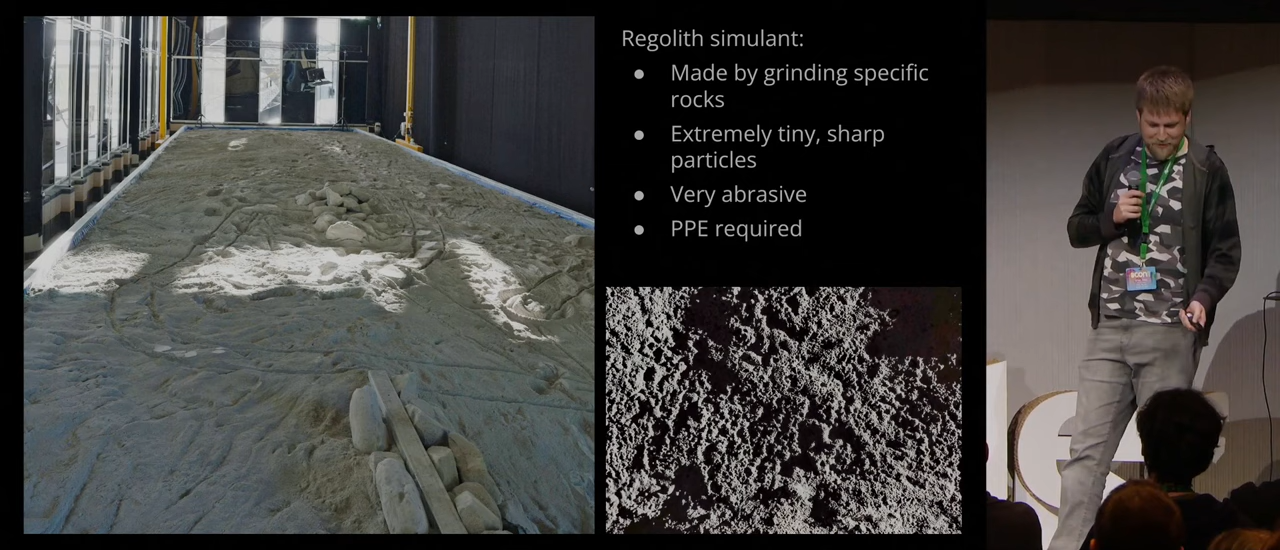 Regolith simulant:
● Made by grinding specific
rocks
● Extremely tiny, sharp
particles
● Very abrasive
● PPE required